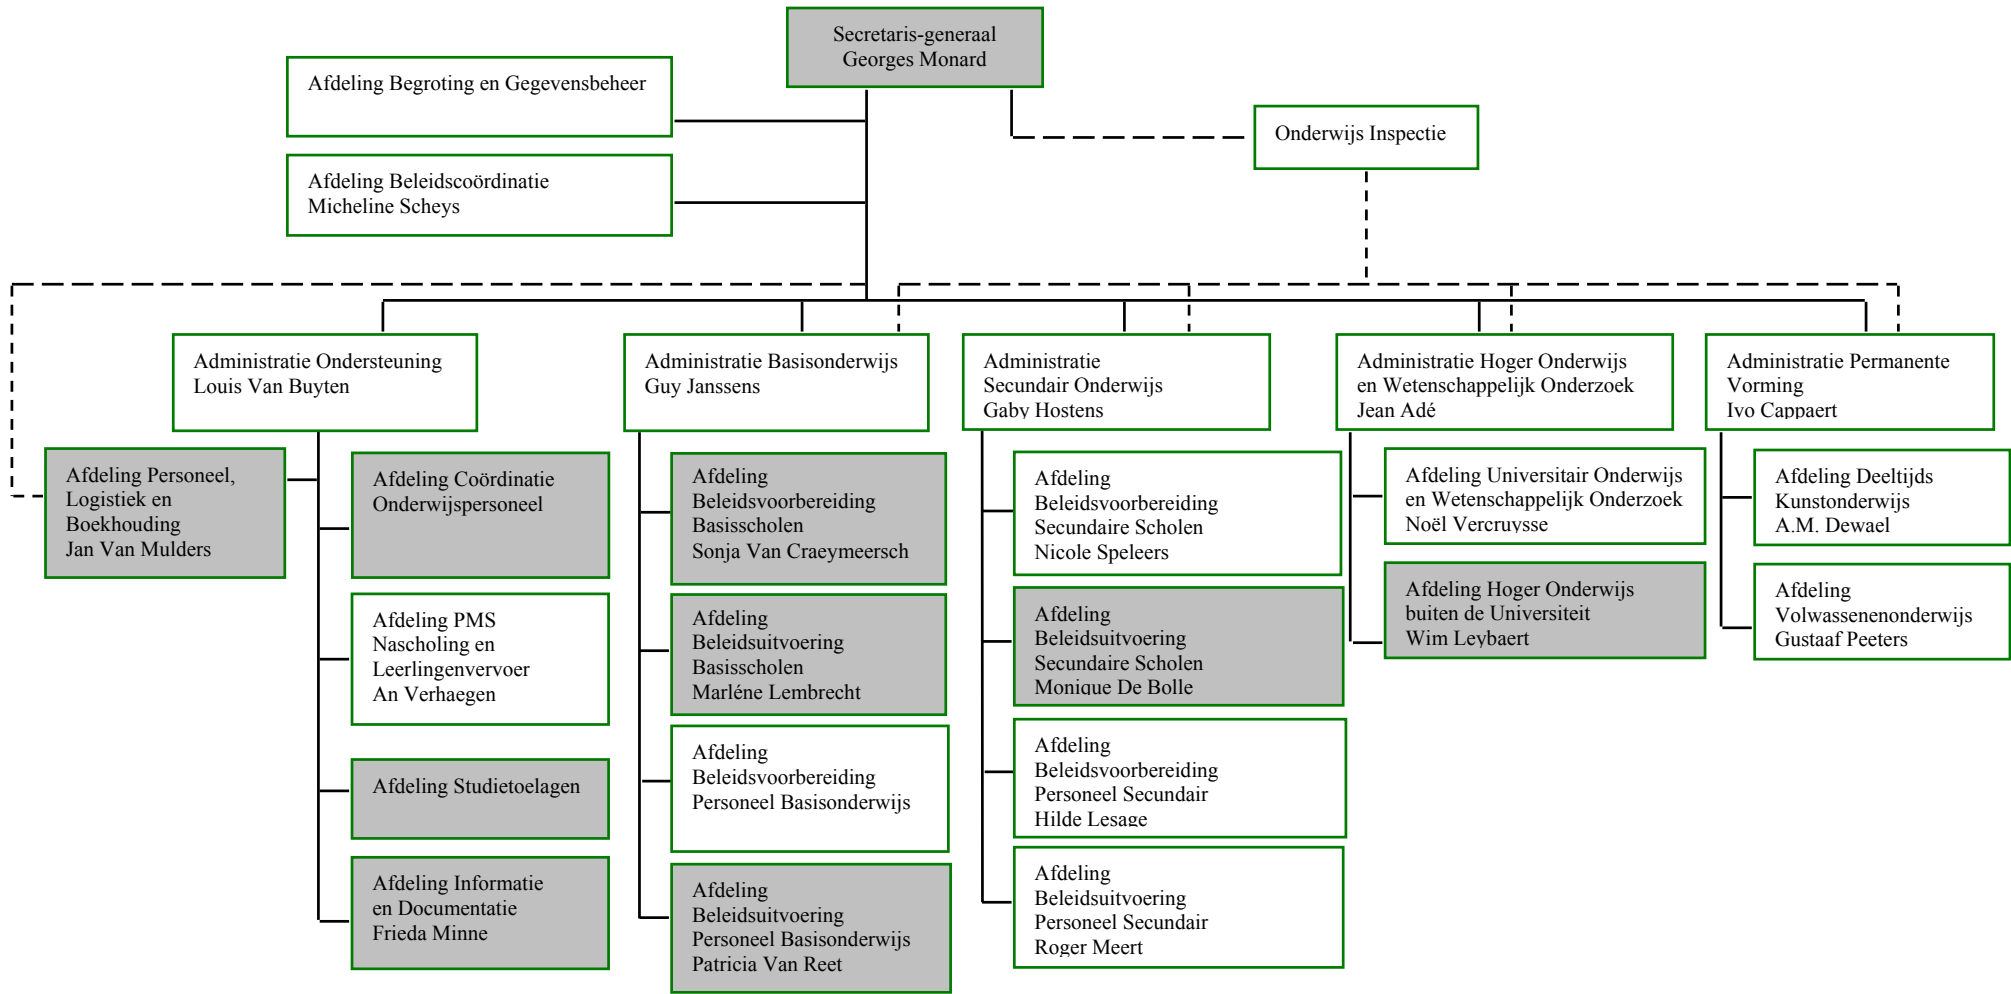 Secretaris-generaal
Georges Monard
Afdeling Begroting en Gegevensbeheer
Onderwijs Inspectie
Afdeling Beleidscoördinatie
Micheline Scheys
Administratie Ondersteuning
Louis Van Buyten
Administratie Basisonderwijs
Guy Janssens
Administratie
Secundair Onderwijs
Gaby Hostens
Administratie Hoger Onderwijs
en Wetenschappelijk Onderzoek
Jean Adé
Administratie Permanente
Vorming
Ivo Cappaert
Afdeling Personeel,
Logistiek en
Boekhouding
Jan Van Mulders
Afdeling Coördinatie
Onderwijspersoneel
Afdeling PMS
Nascholing en
Leerlingenvervoer
An Verhaegen
Afdeling Studietoelagen
Afdeling Informatie
en Documentatie
Frieda Minne
Afdeling
Beleidsvoorbereiding
Basisscholen
Sonja Van Craeymeersch
Afdeling
Beleidsuitvoering
Basisscholen
Marléne Lembrecht
Afdeling
Beleidsvoorbereiding
Personeel Basisonderwijs
Afdeling
Beleidsuitvoering
Personeel Basisonderwijs
Patricia Van Reet
Afdeling
Beleidsvoorbereiding
Secundaire Scholen
Nicole Speleers
Afdeling
Beleidsuitvoering
Secundaire Scholen
Monique De Bolle
Afdeling
Beleidsvoorbereiding
Personeel Secundair
Hilde Lesage
Afdeling
Beleidsuitvoering
Personeel Secundair
Roger Meert
Afdeling Universitair Onderwijs
en Wetenschappelijk Onderzoek
Noël Vercruysse
Afdeling Hoger Onderwijs
buiten de Universiteit
Wim Leybaert
Afdeling Deeltijds
Kunstonderwijs
A.M. Dewael
Afdeling
Volwassenenonderwijs
Gustaaf Peeters